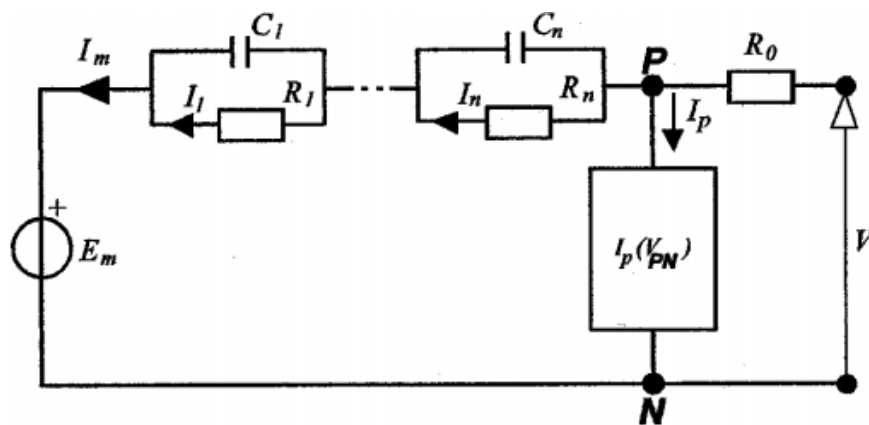 C1
Cn
Im
P
R0
I1
R1
In
Rn
Ip
+
Em
Ip(VPN)
V
N